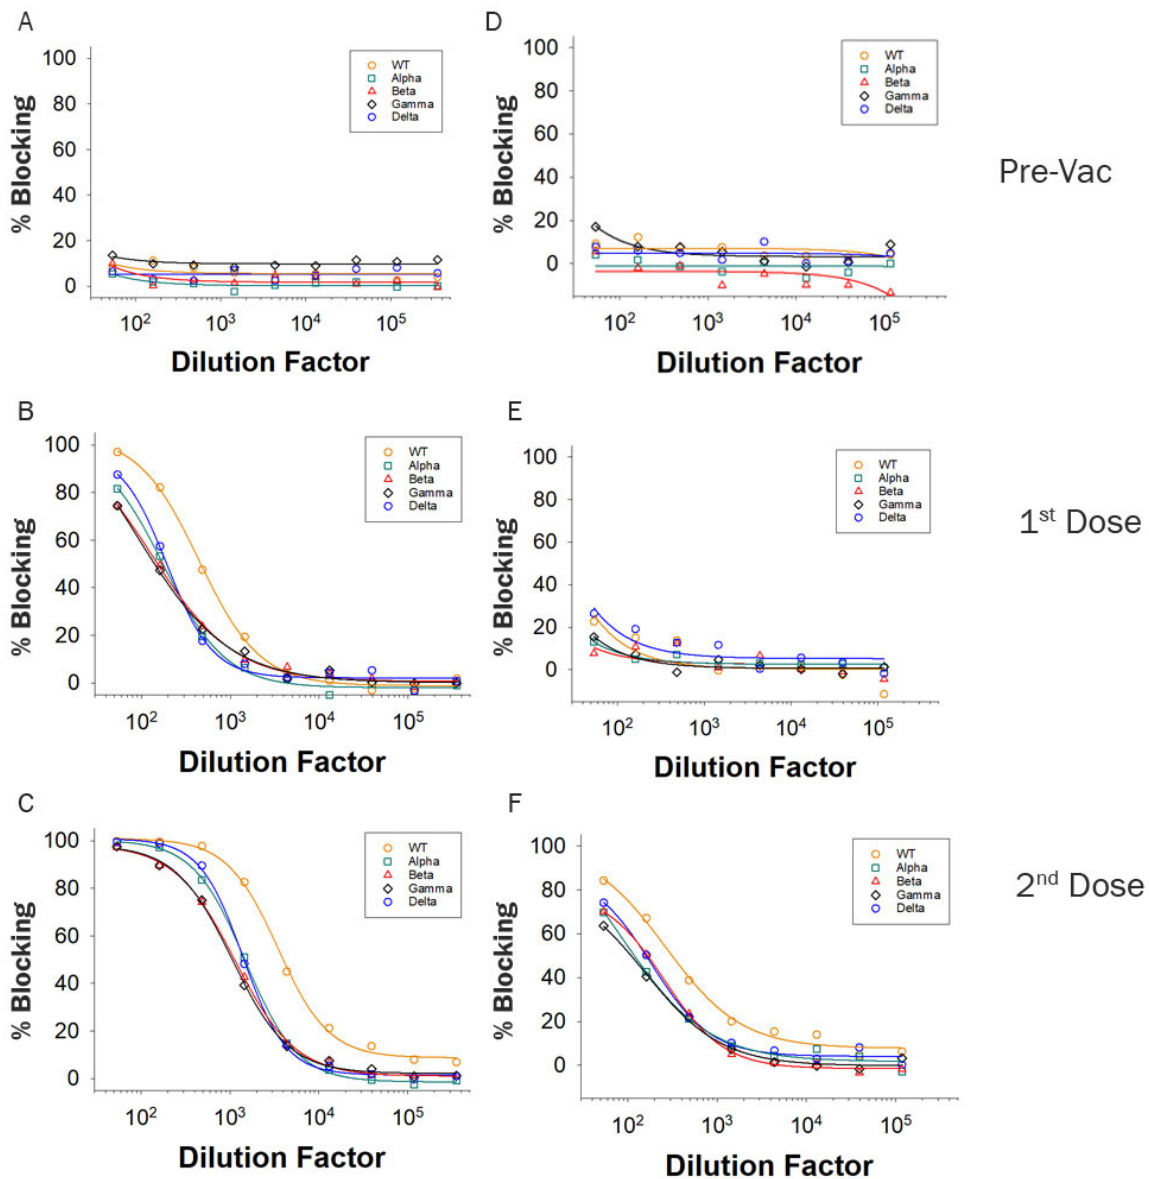 A
% Blocking
100
80
60
40
20
0
10²
10³
10⁴
10⁵
Dilution Factor
WT
Alpha
Beta
Gamma
Delta
D
% Blocking
100
80
60
40
20
0
10²
10³
10⁴
10⁵
Dilution Factor
WT
Alpha
Beta
Gamma
Delta
Pre-Vac
B
% Blocking
100
80
60
40
20
0
10²
10³
10⁴
10⁵
Dilution Factor
WT
Alpha
Beta
Gamma
Delta
E
% Blocking
100
80
60
40
20
0
10²
10³
10⁴
10⁵
Dilution Factor
WT
Alpha
Beta
Gamma
Delta
1st Dose
C
% Blocking
100
80
60
40
20
0
10²
10³
10⁴
10⁵
Dilution Factor
WT
Alpha
Beta
Gamma
Delta
F
% Blocking
100
80
60
40
20
0
10²
10³
10⁴
10⁵
Dilution Factor
WT
Alpha
Beta
Gamma
Delta
2nd Dose